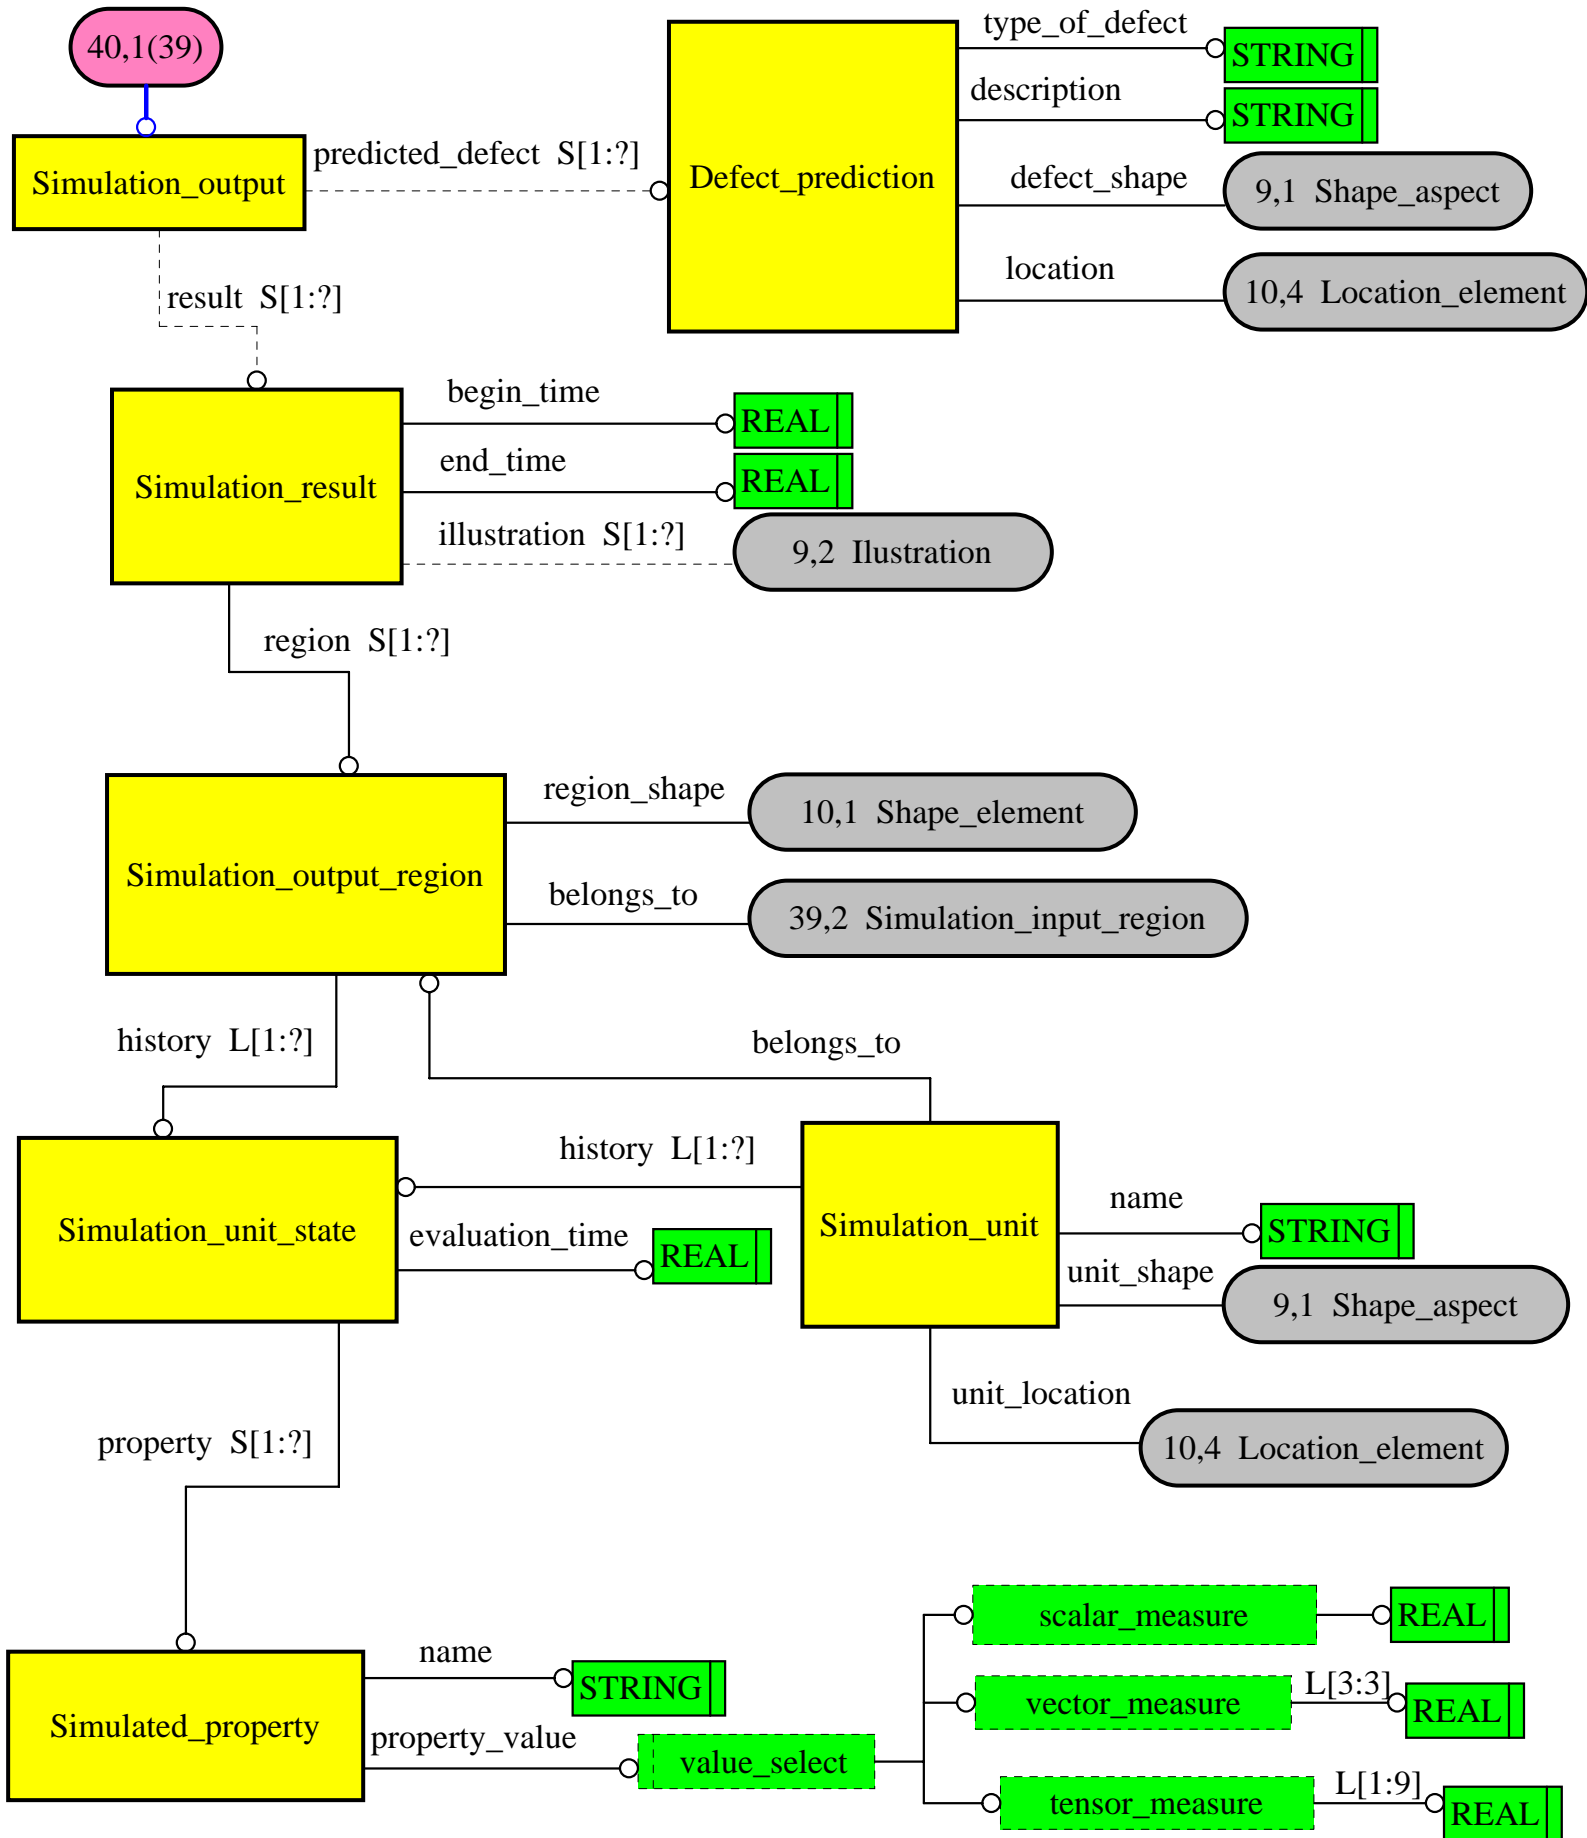 40,1(39)
type_of_defect
STRING
description
STRING
Simulation_output
predicted_defect S[1:?]
Defect_prediction
defect_shape
9,1 Shape_aspect
location
10,4 Location_element
result S[1:?]
begin_time
REAL
end_time
REAL
Simulation_result
illustration S[1:?]
9,2 Ilustration
region S[1:?]
region_shape
10,1 Shape_element
Simulation_output_region
belongs_to
39,2 Simulation_input_region
history L[1:?]
belongs_to
history L[1:?]
Simulation_unit_state
evaluation_time
REAL
Simulation_unit
name
STRING
unit_shape
9,1 Shape_aspect
unit_location
10,4 Location_element
property S[1:?]
name
STRING
Simulated_property
property_value
value_select
scalar_measure
REAL
vector_measure
L[3:3]
REAL
tensor_measure
L[1:9]
REAL